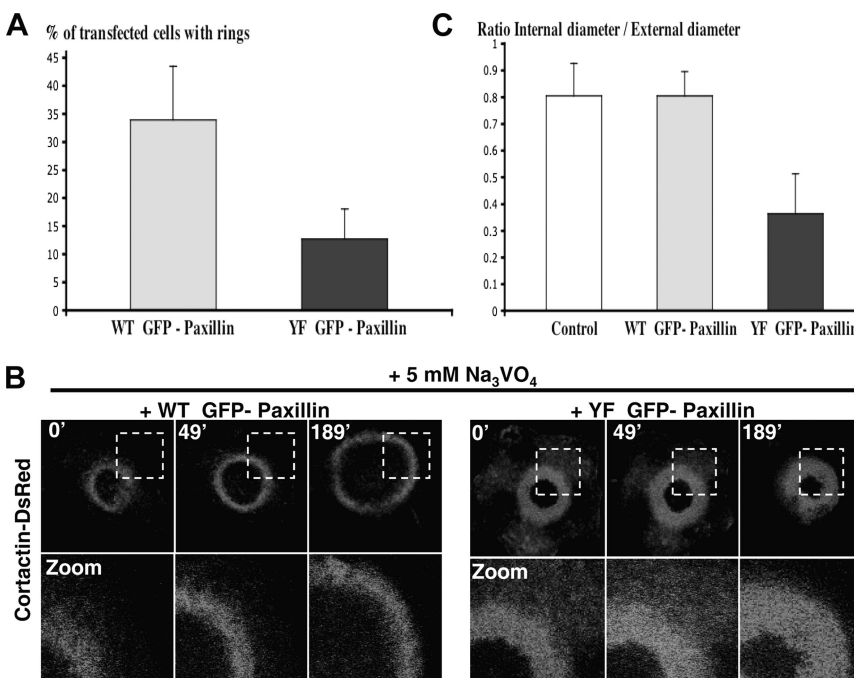 A
% of transfected cells with rings
45
40
35
30
25
20
15
10
5
0
WT GFP - Paxillin
YF GFP - Paxillin
C
Ratio Internal diameter / External diameter
1
0.9
0.8
0.7
0.6
0.5
0.4
0.3
0.2
0.1
0
Control
WT GFP- Paxillin
YF GFP- Paxillin
B
+ 5 mM Na₃VO₄
+ WT GFP- Paxillin
+ YF GFP- Paxillin
Cortactin-DsRed
0’
49’
189’
0’
49’
189’
Zoom
Zoom